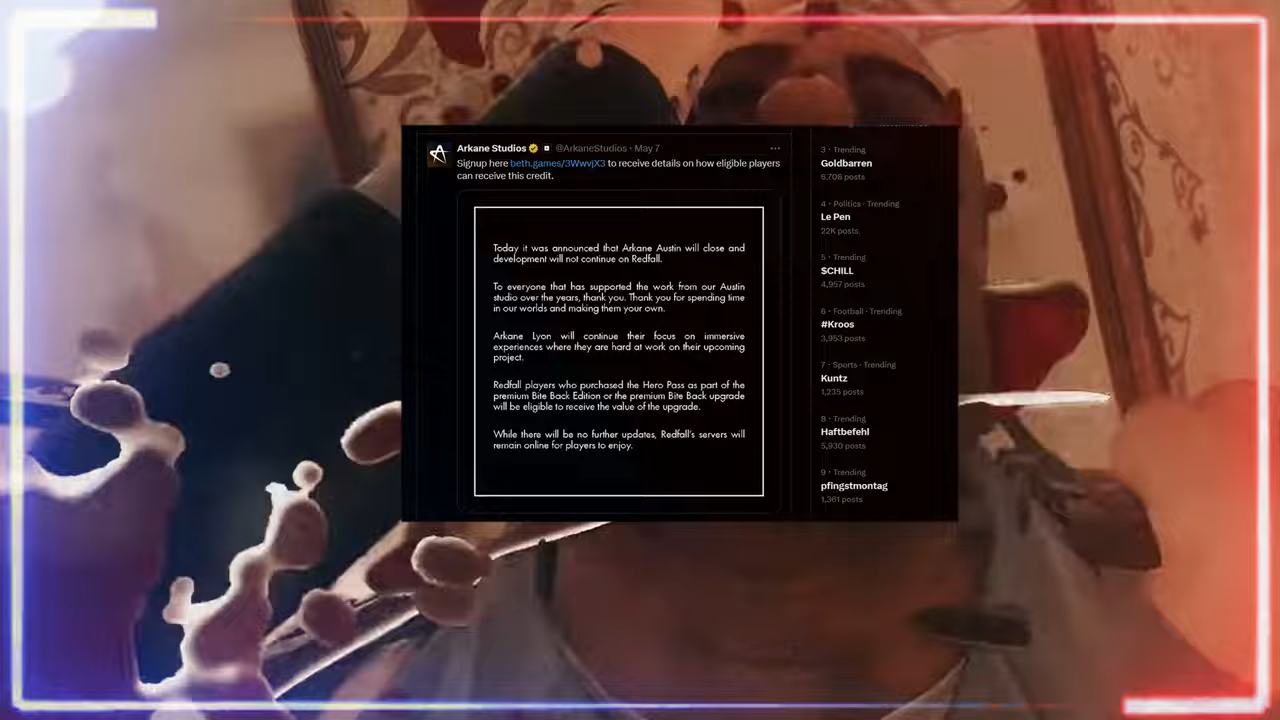 Arkane Studios @ArkaneStudios · May 7
Signup here beth.games/3WwvjX3 to receive details on how eligible players
can receive this credit.
Today it was announced that Arkane Austin will close and
development will not continue on Redfall.
To everyone that has supported the work from our Austin
studio over the years, thank you. Thank you for spending time
in our worlds and making them your own.
Arkane Lyon will continue their focus on immersive
experiences where they are hard at work on their upcoming
project.
Redfall players who purchased the Hero Pass as part of the
premium Bite Back Edition or the premium Bite Back upgrade
will be eligible to receive the value of the upgrade.
While there will be no further updates, Redfall's servers will
remain online for players to enjoy.
3 · Trending
Goldbarren
6,708 posts
4 · Politics · Trending
Le Pen
22K posts
5 · Trending
$CHILL
4,957 posts
6 · Football · Trending
#Kroos
3,953 posts
7 · Sports · Trending
Kuntz
1,235 posts
8 · Trending
Haftbefehl
5,930 posts
9 · Trending
pfingstmontag
1,361 posts